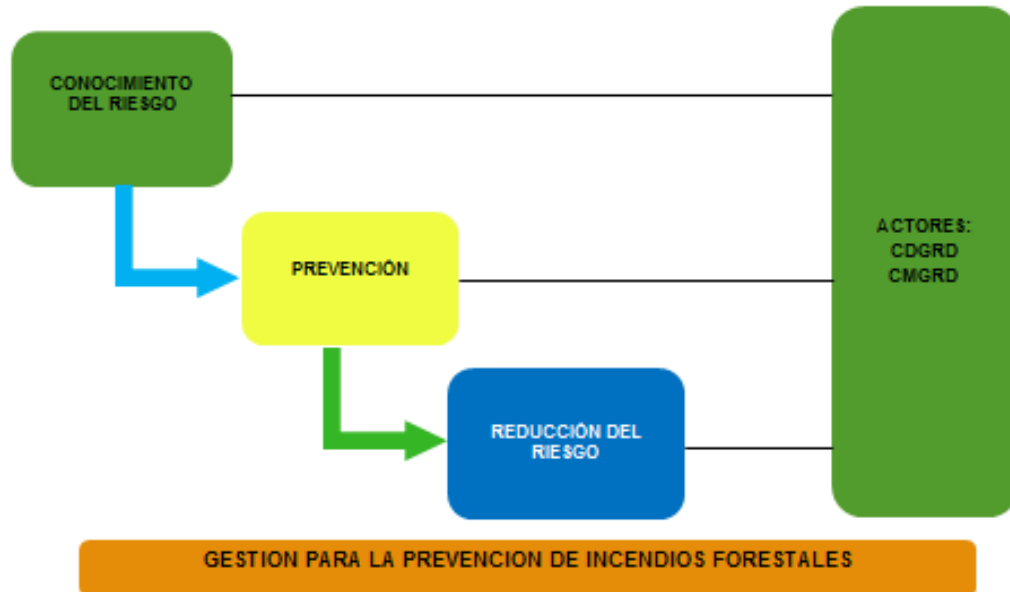 CONOCIMIENTO
DEL RIESGO
PREVENCIÓN
REDUCCIÓN DEL
RIESGO
ACTORES:
CDGRD
CMGRD
GESTION PARA LA PREVENCION DE INCENDIOS FORESTALES